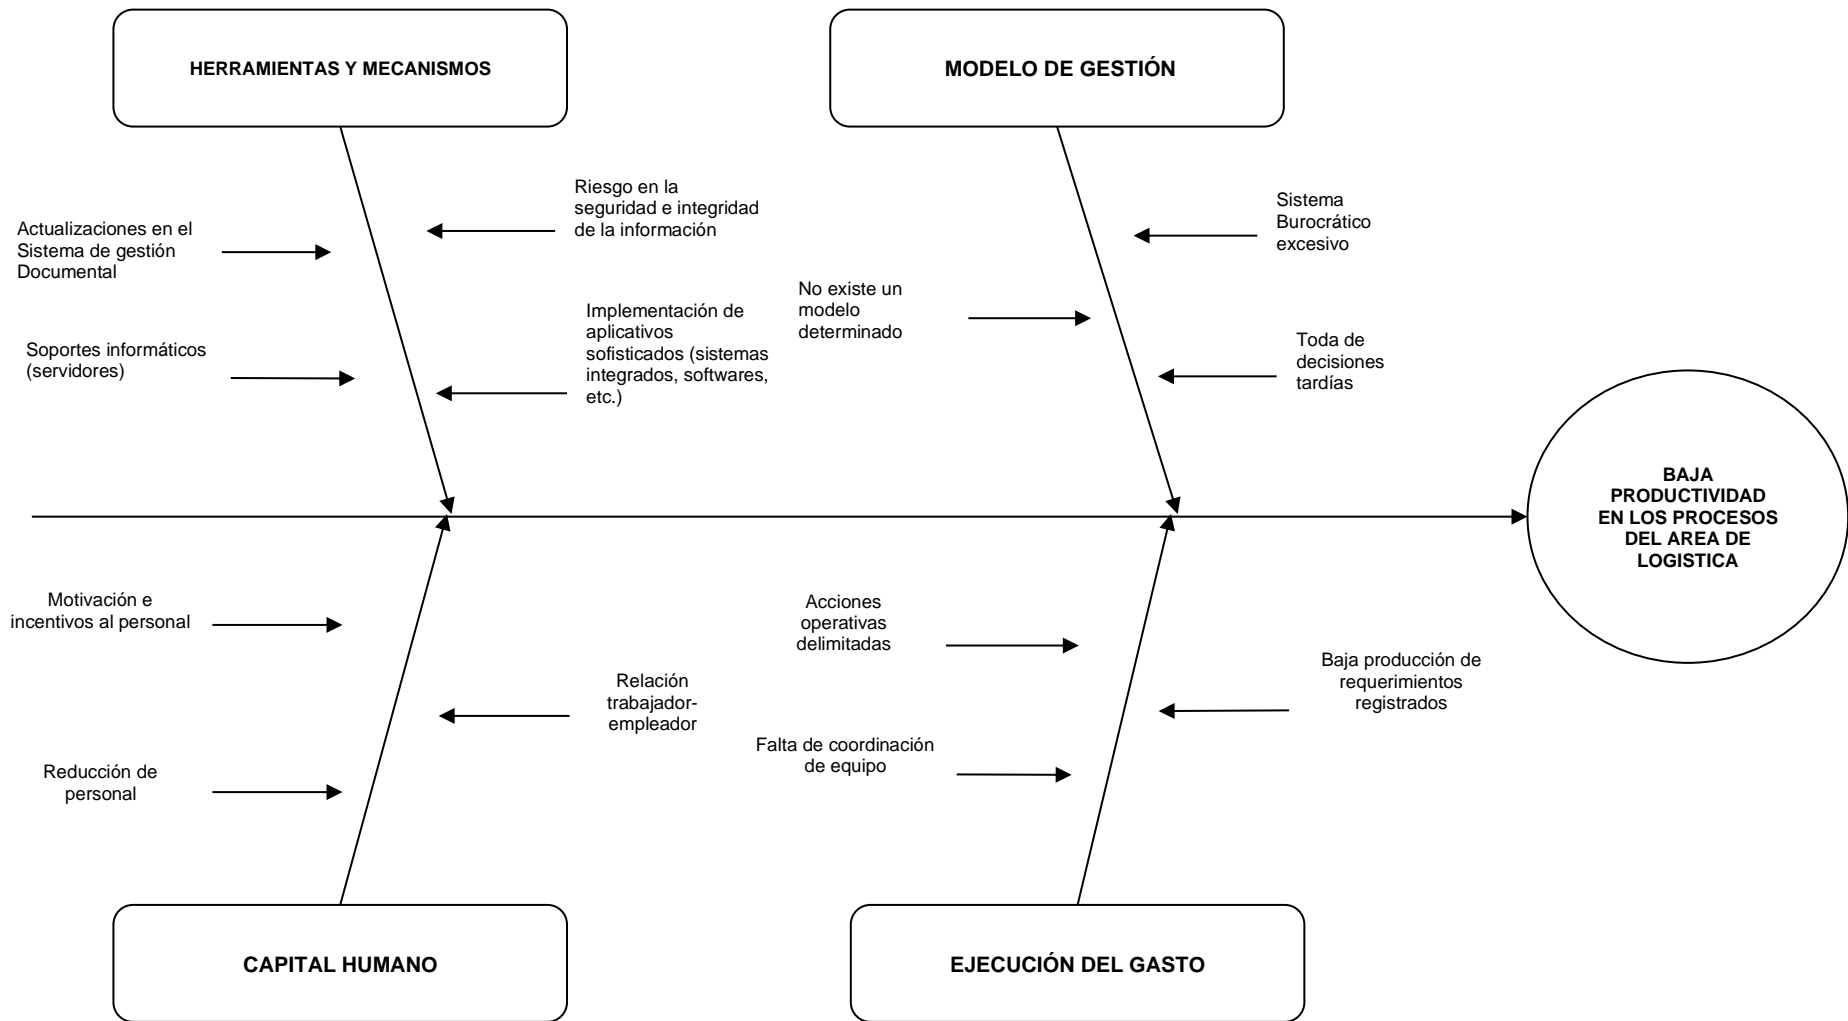 HERRAMIENTAS Y MECANISMOS
MODELO DE GESTIÓN
Actualizaciones en el
Sistema de gestión
Documental
Riesgo en la
seguridad e integridad
de la información
Soportes informáticos
(servidores)
Implementación de
aplicativos
sofisticados (sistemas
integrados, softwares,
etc.)
No existe un
modelo
determinado
Sistema
Burocrático
excesivo
Toda de
decisiones
tardías
BAJA
PRODUCTIVIDAD
EN LOS PROCESOS
DEL AREA DE
LOGISTICA
Motivación e
incentivos al personal
Relación
trabajador-
empleador
Reducción de
personal
Acciones
operativas
delimitadas
Baja producción de
requerimientos
registrados
Falta de coordinación
de equipo
CAPITAL HUMANO
EJECUCIÓN DEL GASTO